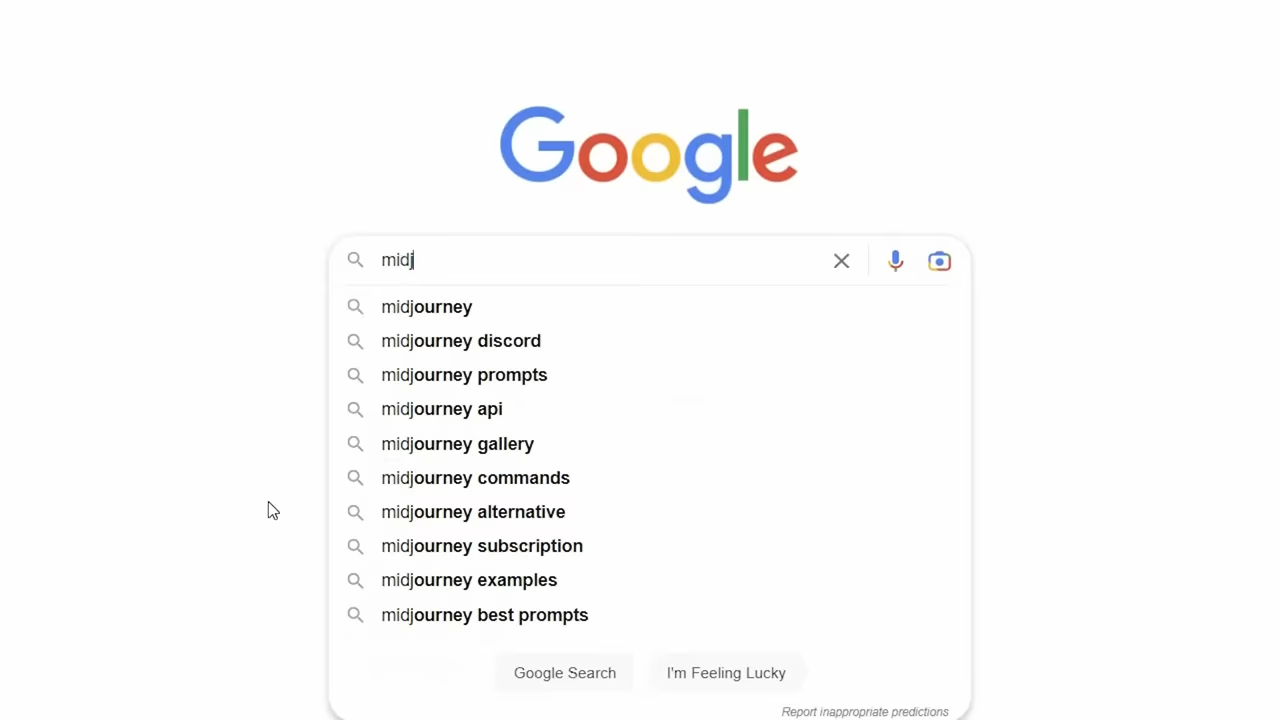 Google
midj
midjourney
midjourney discord
midjourney prompts
midjourney api
midjourney gallery
midjourney commands
midjourney alternative
midjourney subscription
midjourney examples
midjourney best prompts
Google Search I'm Feeling Lucky
Report inappropriate predictions